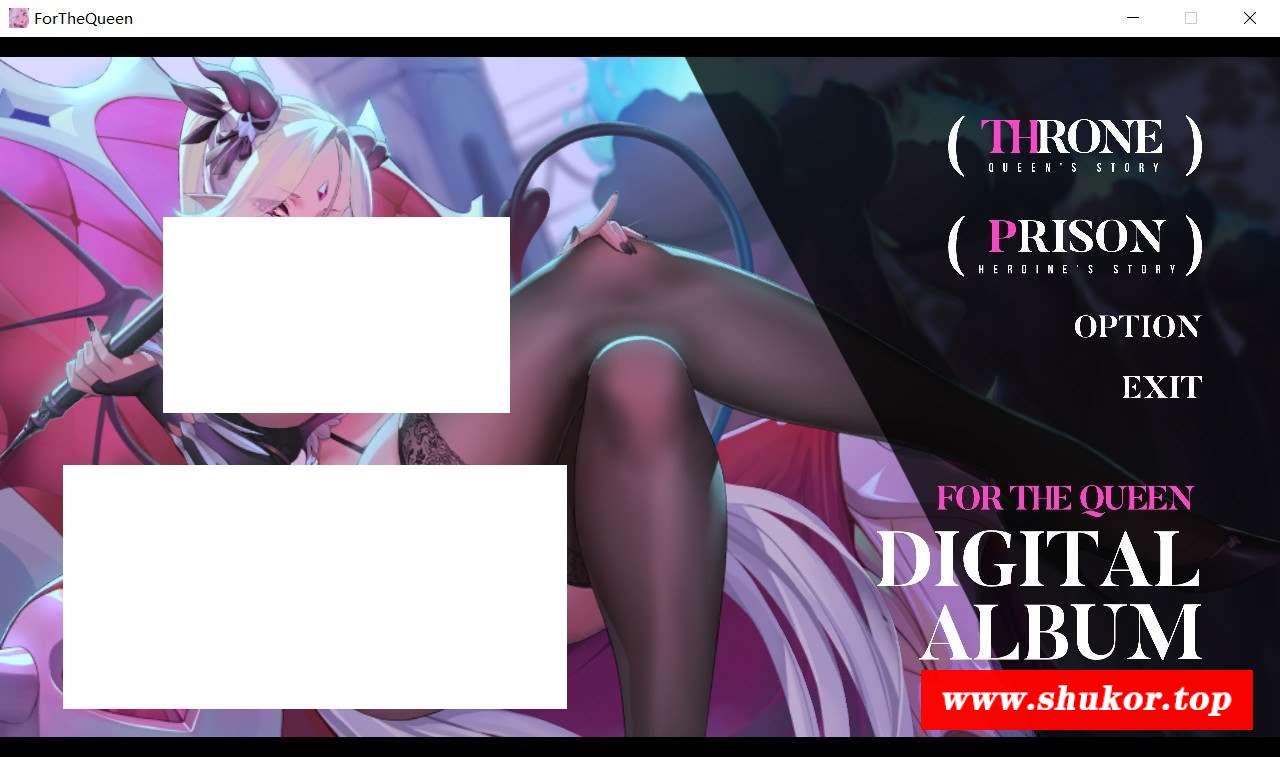 ForTheQueen
( THRONE )
QUEEN'S STORY
( PRISON )
HEROINE'S STORY
OPTION
EXIT
FOR THE QUEEN
DIGITAL
ALBUM
www.shukor.top